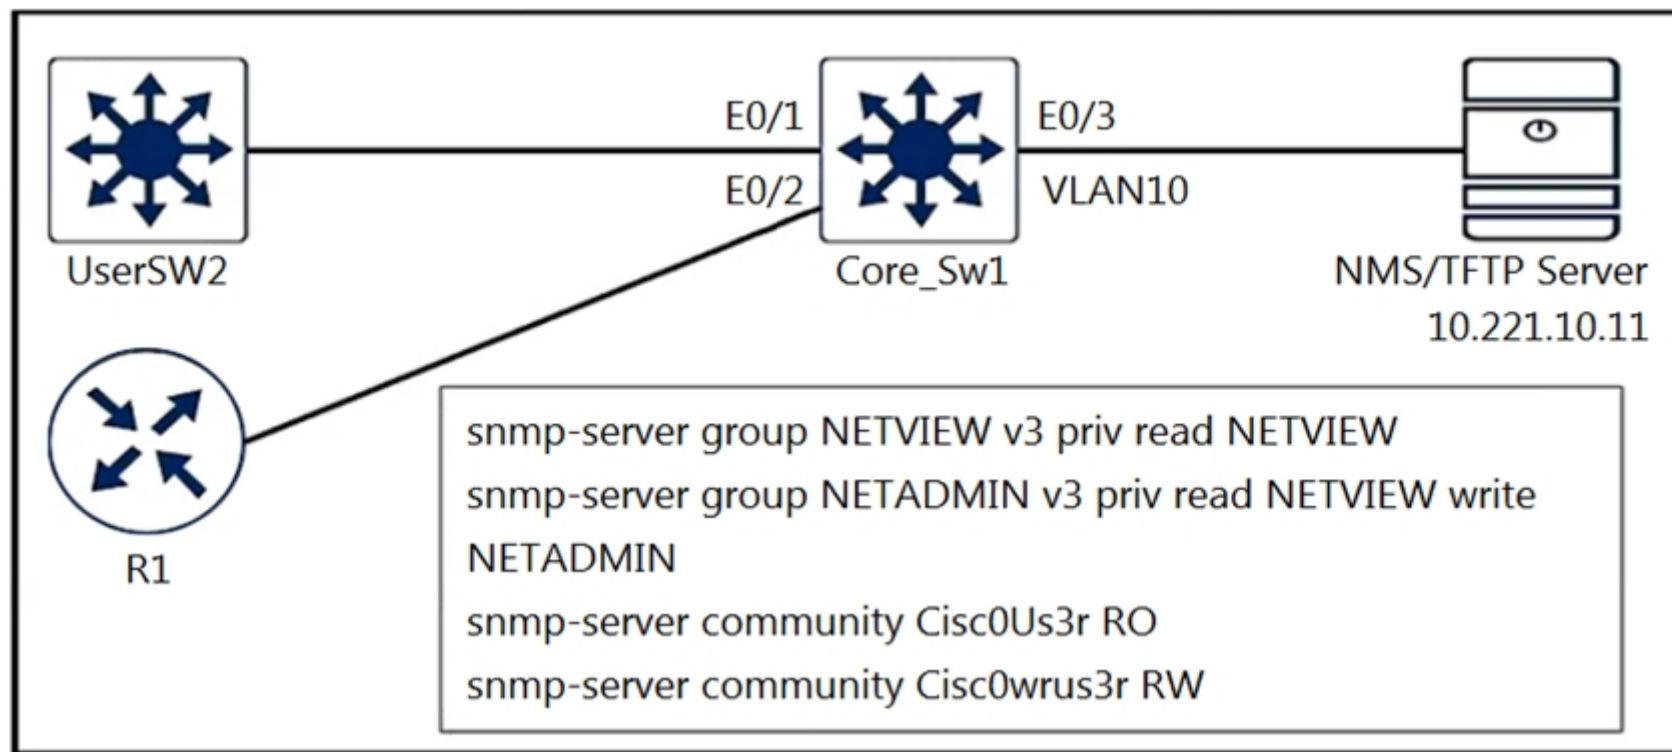 E0/1
E0/3
E0/2
VLAN10
UserSW2
Core_Sw1
NMS/TFTP Server
10.221.10.11
R1
snmp-server group NETVIEW v3 priv read NETVIEW
snmp-server group NETADMIN v3 priv read NETVIEW write
NETADMIN
snmp-server community Cisc0Us3r RO
snmp-server community Cisc0wrus3r RW